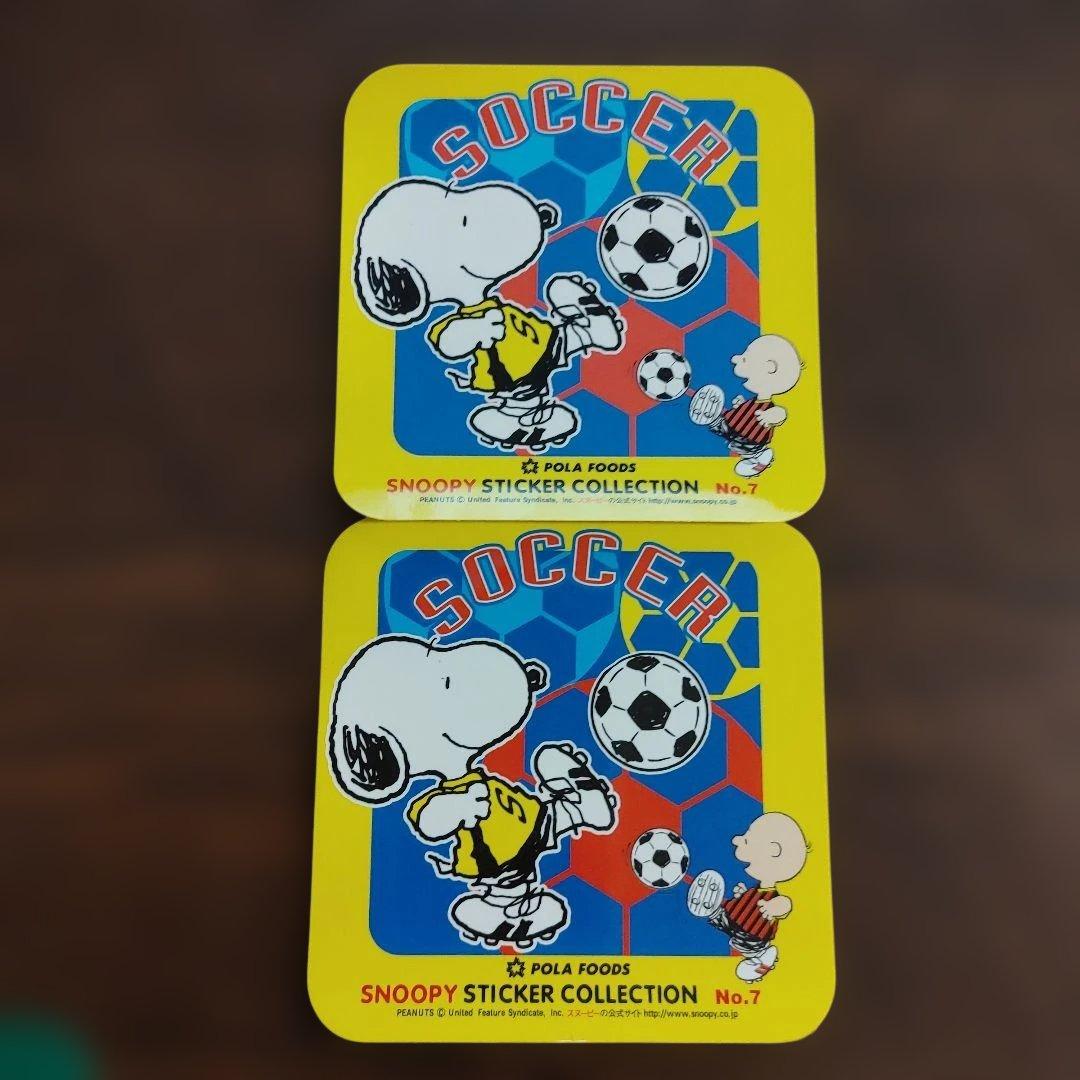 SOCCER
S
POLA FOODS
SNOOPY STICKER COLLECTION No.7
PEANUTS © United Feature Syndicate, Inc. スヌーピーの公式サイト http://www.snoopy.co.jp
SOCCER
S
POLA FOODS
SNOOPY STICKER COLLECTION No.7
PEANUTS © United Feature Syndicate, Inc. スヌーピーの公式サイト http://www.snoopy.co.jp